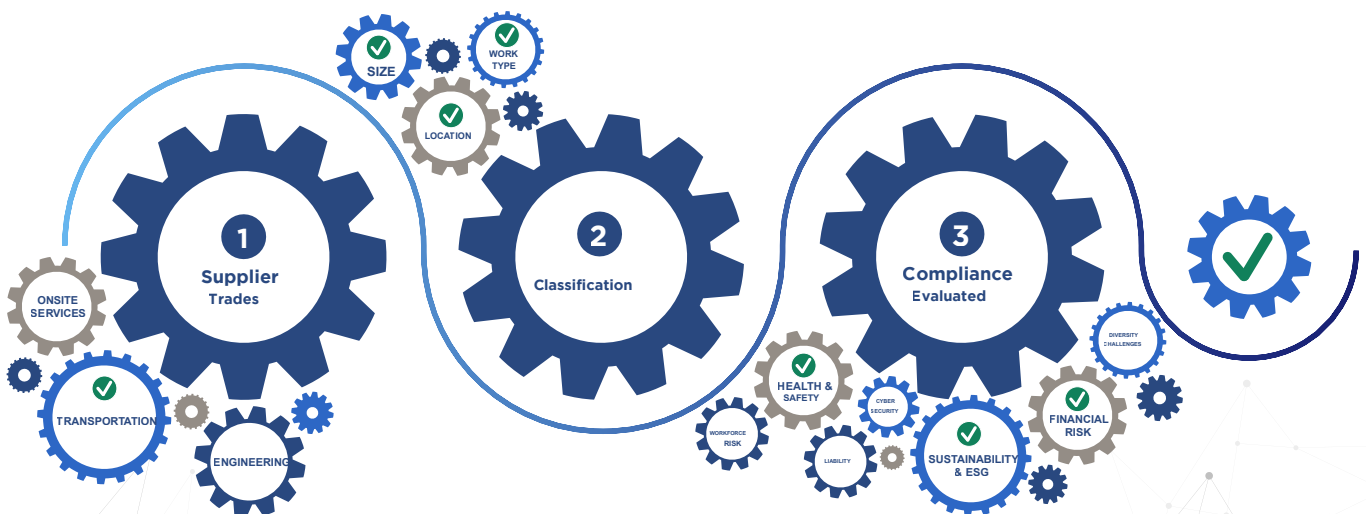 SIZE
WORK
TYPE
LOCATION
1
Supplier
Trades
ONSITE
SERVICES
TRANSPORTATION
ENGINEERING
2
Classification
3
Compliance
Evaluated
HEALTH &
SAFETY
WORKFORCE
RISK
CYBER
SECURITY
LIABILITY
SUSTAINABILITY
& ESG
FINANCIAL
RISK
DIVERSITY
CHALLENGES